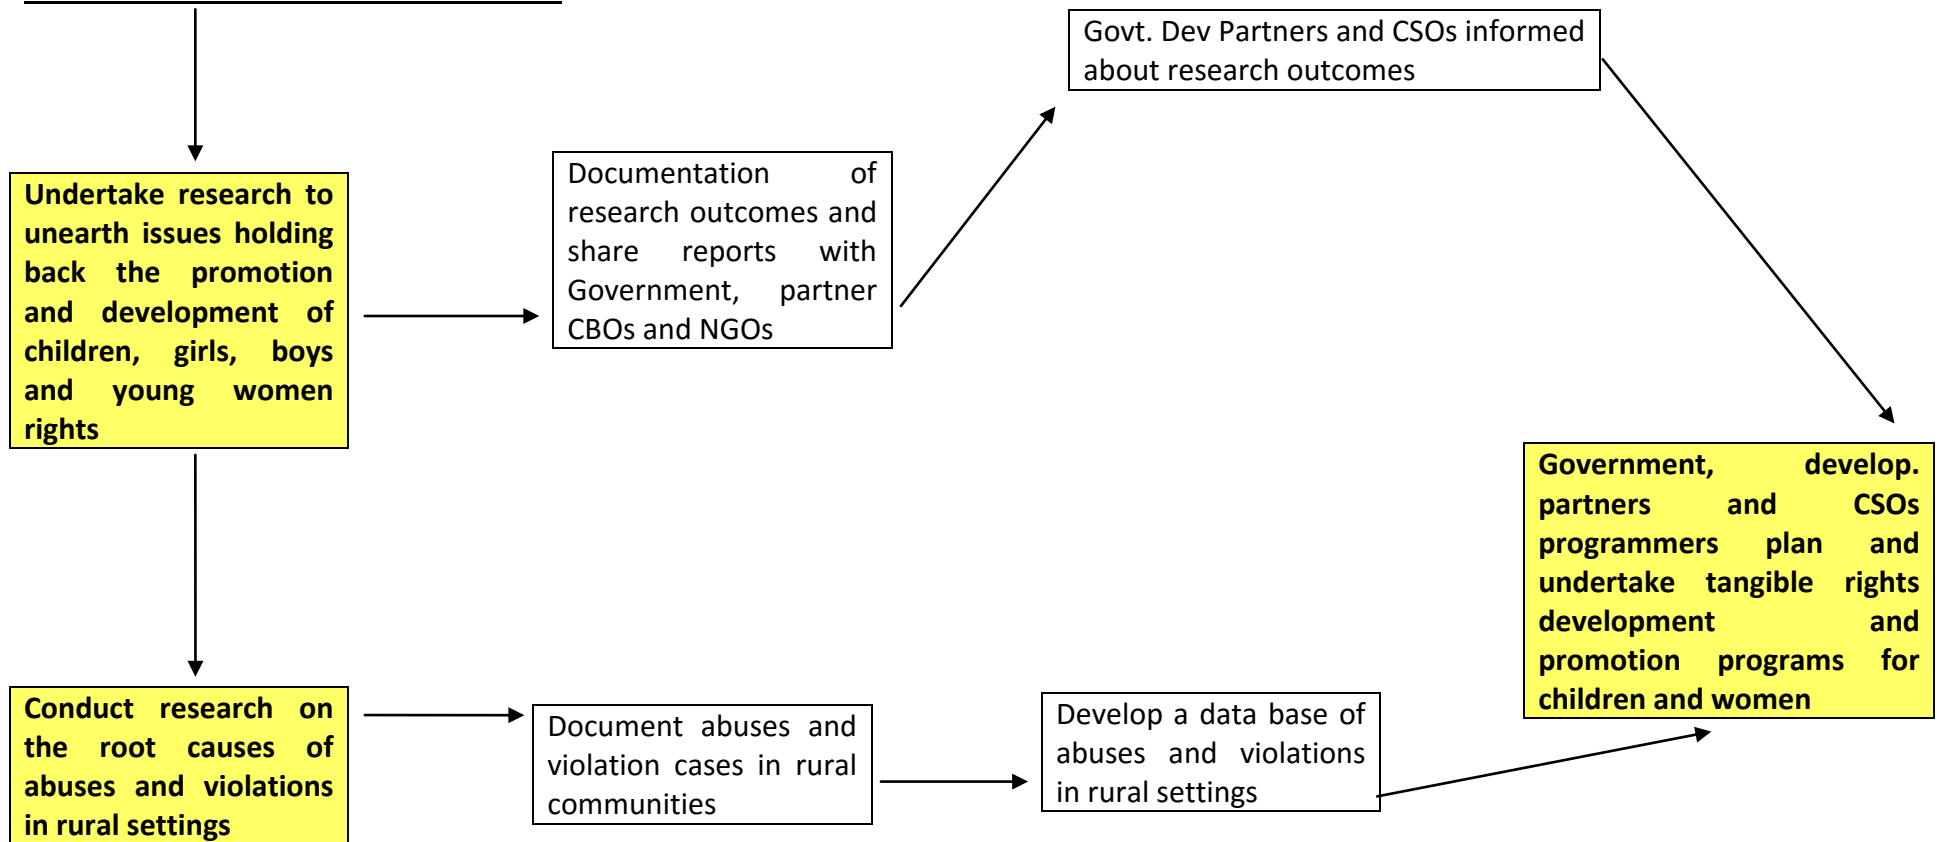 Govt. Dev Partners and CSOs informed
about research outcomes
Undertake research to
unearth issues holding
back the promotion
and development of
children, girls, boys
and young women
rights
Documentation of
research outcomes and
share reports with
Government, partner
CBOs and NGOs
Government, develop.
partners and CSOs
programmers plan and
undertake tangible rights
development and
promotion programs for
children and women
Conduct research on
the root causes of
abuses and violations
in rural settings
Document abuses and
violation cases in rural
communities
Develop a data base of
abuses and violations
in rural settings